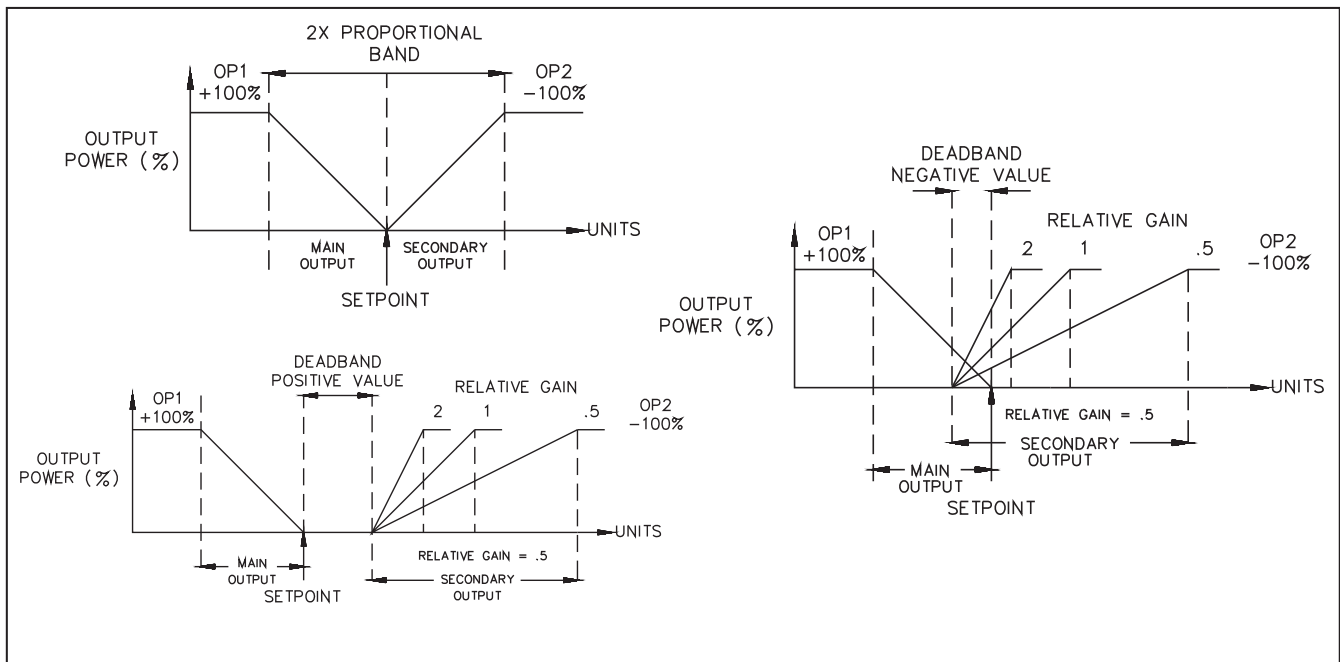 2X PROPORTIONAL
BAND
OP1
+100%
OP2
-100%
OUTPUT
POWER (%)
UNITS
MAIN
OUTPUT
SECONDARY
OUTPUT
SETPOINT
DEADBAND
POSITIVE VALUE
RELATIVE GAIN
OP1
+100%
2
1
.5
OP2
-100%
OUTPUT
POWER (%)
UNITS
MAIN
OUTPUT
RELATIVE GAIN = .5
SECONDARY
OUTPUT
SETPOINT
DEADBAND
NEGATIVE VALUE
RELATIVE GAIN
OP1
+100%
2
1
.5
OP2
-100%
OUTPUT
POWER (%)
UNITS
RELATIVE GAIN = .5
SECONDARY
OUTPUT
MAIN
OUTPUT
SETPOINT